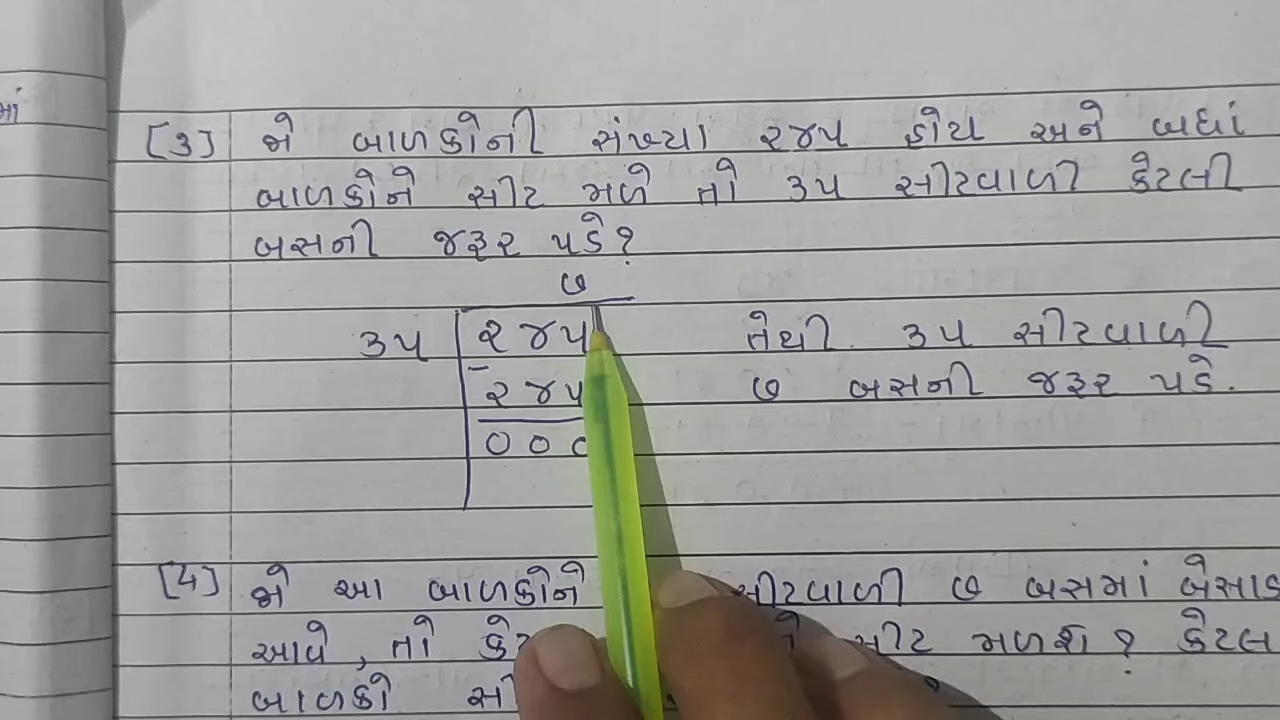 માં
[3] જો બાળકોની સંખ્યા ૨૪૫ હોય અને બધાં
બાળકોને સીટ મળે તો ૩૫ સીટવાળી કેટલી
બસની જરૂર પડે?
૭
૩૫ ૨૪૫ તેથી ૩૫ સીટવાળી
- ૨૪૫ ૭ બસની જરૂર પડે.
૦૦૦
[4] જો આ બાળકોને સીટવાળી ૭ બસમાં બેસાડ
આવે, તો સીટ મળશે? કેટલ
બાળકો